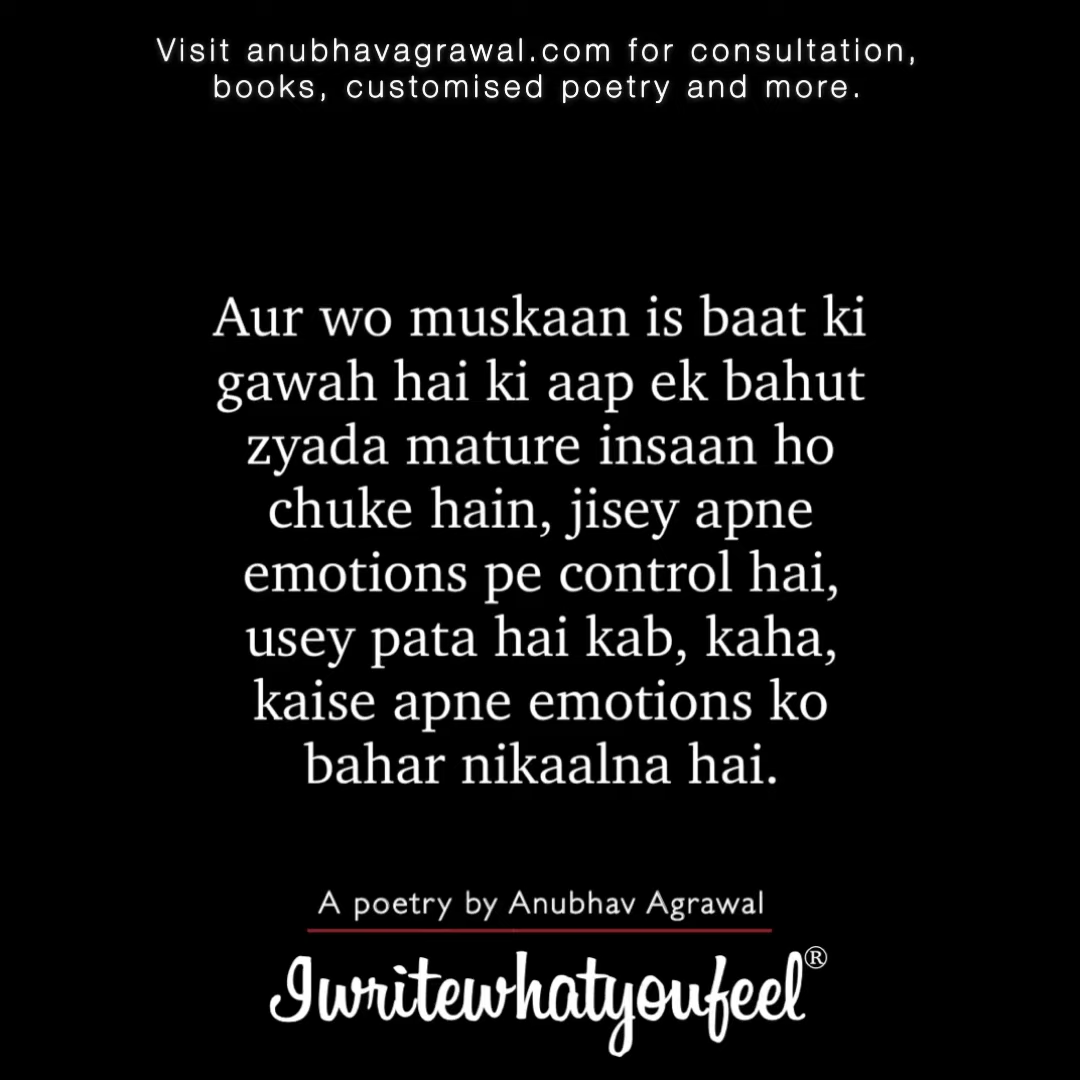 Visit anubhavagrawal.com for consultation,
books, customised poetry and more.
Aur wo muskaan is baat ki
gawah hai ki aap ek bahut
zyada mature insaan ho
chuke hain, jisey apne
emotions pe control hai,
usey pata hai kab, kaha,
kaise apne emotions ko
bahar nikaalna hai.
A poetry by Anubhav Agrawal
Iwritewhatyoufeel®